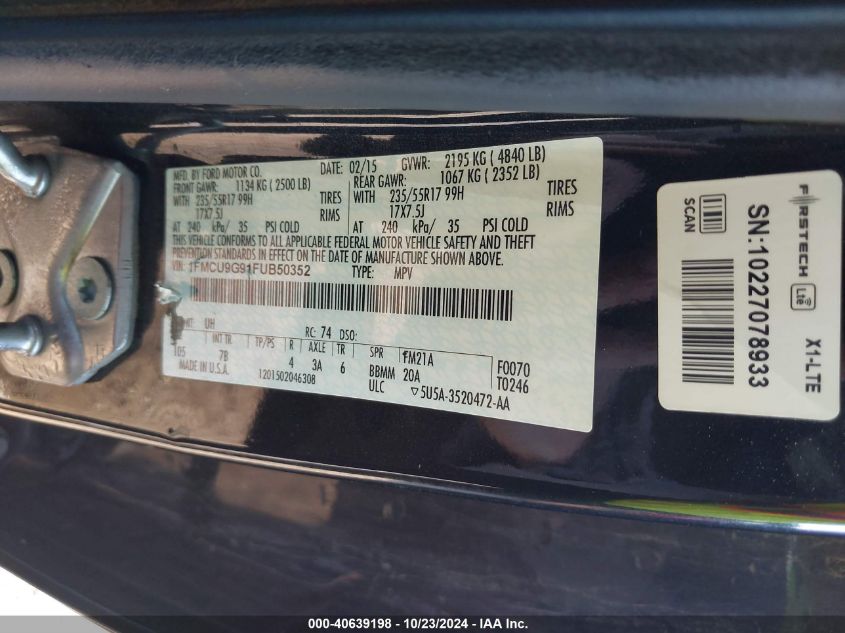 MFD. BY FORD MOTOR CO.
DATE: 02/15 GVWR: 2195 KG ( 4840 LB)
FRONT GAWR: 1134 KG ( 2500 LB) REAR GAWR: 1067 KG ( 2352 LB)
WITH 235/55R17 99H TIRES WITH 235/55R17 99H TIRES
17X7.5J RIMS 17X7.5J RIMS
AT 240 kPa/ 35 PSI COLD AT 240 kPa/ 35 PSI COLD
THIS VEHICLE CONFORMS TO ALL APPLICABLE FEDERAL MOTOR VEHICLE SAFETY AND THEFT
PREVENTION STANDARDS IN EFFECT ON THE DATE OF MANUFACTURE SHOWN ABOVE.
VIN: 1FMCU9G91FUB50352 TYPE: MPV
UH RC: 74 DSO:
INT TR. TP/PS R AXLE TR SPR fM21A F0070
105 7B 4 3A 6 BBMM 20A T0246
MADE IN U.S.A. 1201502046308 ULC ▽5U5A-3520472-AA
F RSTECH Lte X1-LTE
SN:10227078933
SCAN
000-40639198 - 10/23/2024 - IAAI Inc.